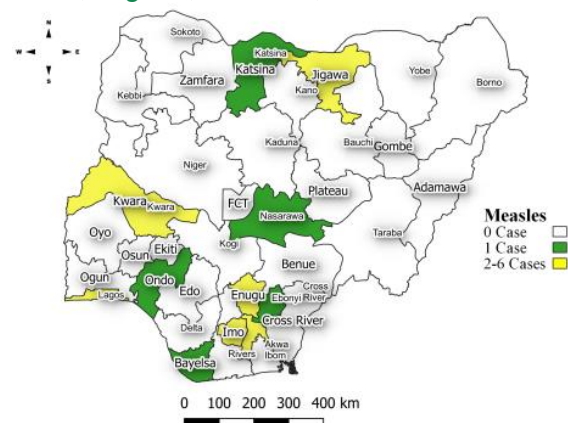 N
W
E
S
Sokoto
Katsina
Katsina
Jigawa
Yobe
Borno
Zamfara
Kano
Kebbi
Kaduna
Bauchi
Gombe
Niger
Adamawa
Plateau
FCT
Nasarawa
Kwara
Kwara
Taraba
Oyo
Kogi
Ekiti
Osun
Benue
Ogun
Ondo
Edo
Enugu
Ebonyi
Cross
River
Lagos
Cross River
Delta
Imo
Akwa
Ibom
Rivers
Bayelsa
Measles
0 Case
1 Case
2-6 Cases
0 100 200 300 400 km